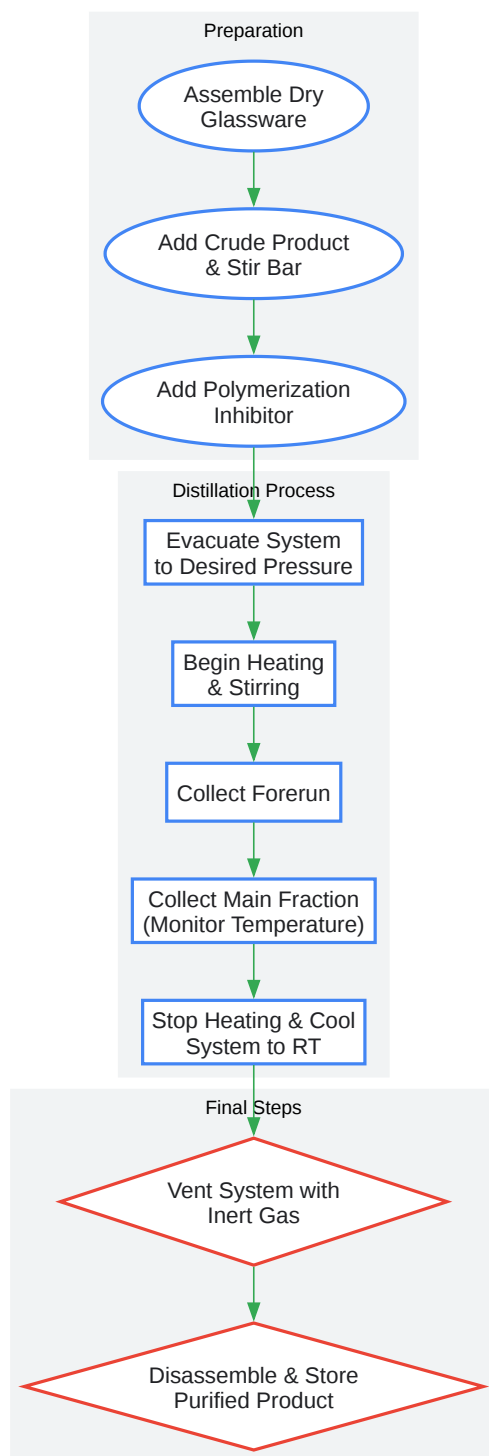 Preparation
Assemble Dry
Glassware
Add Crude Product
& Stir Bar
Add Polymerization
Inhibitor
Distillation Process
Evacuate System
to Desired Pressure
Begin Heating
& Stirring
Collect Forerun
Collect Main Fraction
(Monitor Temperature)
Stop Heating & Cool
System to RT
Final Steps
Vent System with
Inert Gas
Disassemble & Store
Purified Product